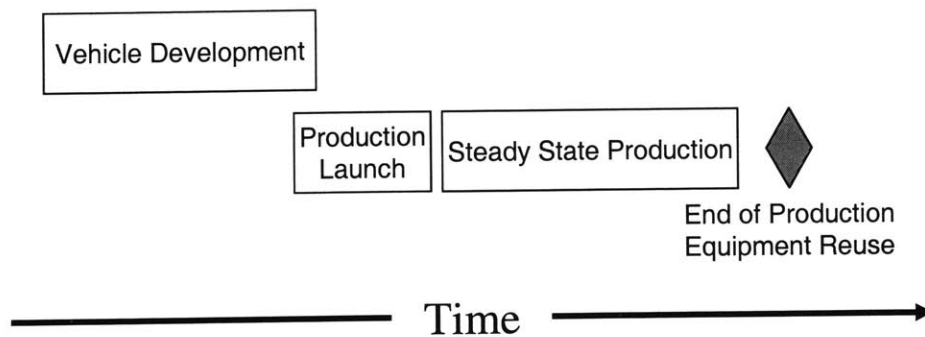 Vehicle Development
Production
Launch
Steady State Production
End of Production
Equipment Reuse
Time